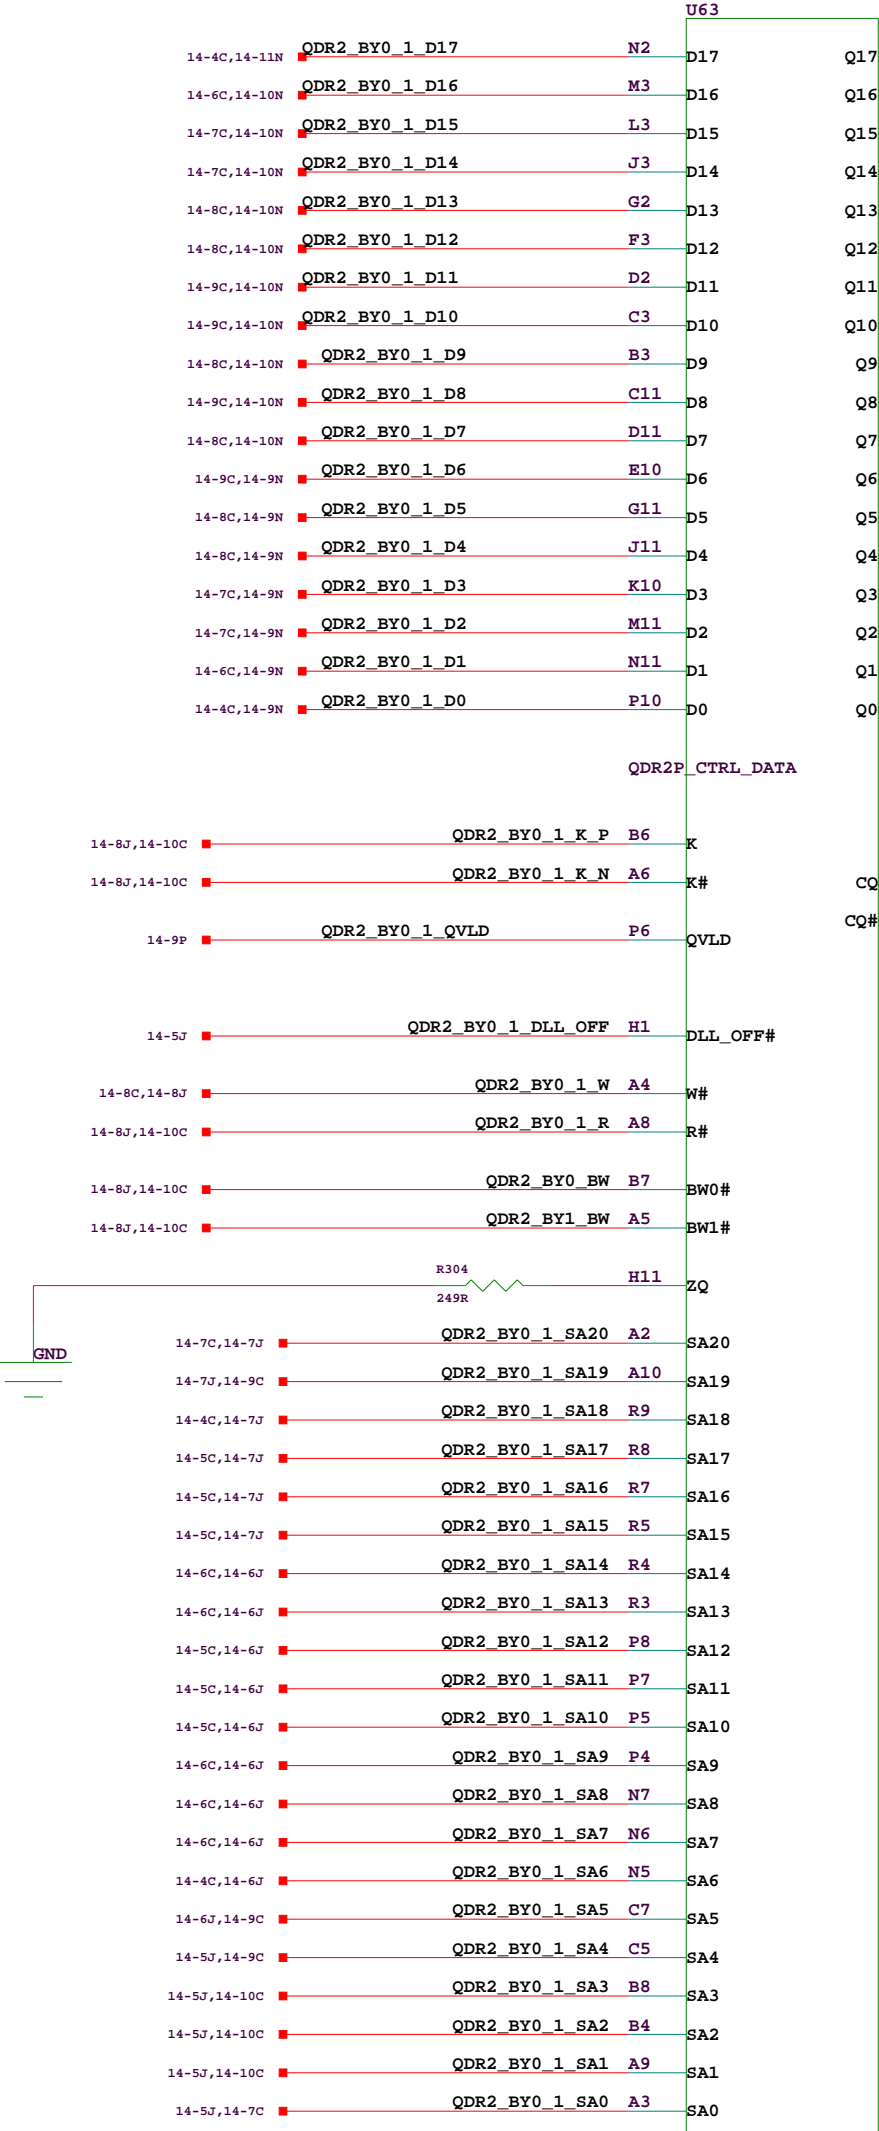 U63
14-4C,14-11N QDR2_BY0_1_D17 N2 D17 Q17
14-6C,14-10N QDR2_BY0_1_D16 M3 D16 Q16
14-7C,14-10N QDR2_BY0_1_D15 L3 D15 Q15
14-7C,14-10N QDR2_BY0_1_D14 J3 D14 Q14
14-8C,14-10N QDR2_BY0_1_D13 G2 D13 Q13
14-8C,14-10N QDR2_BY0_1_D12 F3 D12 Q12
14-9C,14-10N QDR2_BY0_1_D11 D2 D11 Q11
14-9C,14-10N QDR2_BY0_1_D10 C3 D10 Q10
14-8C,14-10N QDR2_BY0_1_D9 B3 D9 Q9
14-9C,14-10N QDR2_BY0_1_D8 C11 D8 Q8
14-8C,14-10N QDR2_BY0_1_D7 D11 D7 Q7
14-9C,14-9N QDR2_BY0_1_D6 E10 D6 Q6
14-8C,14-9N QDR2_BY0_1_D5 G11 D5 Q5
14-8C,14-9N QDR2_BY0_1_D4 J11 D4 Q4
14-7C,14-9N QDR2_BY0_1_D3 K10 D3 Q3
14-7C,14-9N QDR2_BY0_1_D2 M11 D2 Q2
14-6C,14-9N QDR2_BY0_1_D1 N11 D1 Q1
14-4C,14-9N QDR2_BY0_1_D0 P10 D0 Q0
QDR2P_CTRL_DATA
14-8J,14-10C QDR2_BY0_1_K_P B6 K
14-8J,14-10C QDR2_BY0_1_K_N A6 K# CQ
CQ#
14-9P QDR2_BY0_1_QVLD P6 QVLD
14-5J QDR2_BY0_1_DLL_OFF H1 DLL_OFF#
14-8C,14-8J QDR2_BY0_1_W A4 W#
14-8J,14-10C QDR2_BY0_1_R A8 R#
14-8J,14-10C QDR2_BY0_BW B7 BW0#
14-8J,14-10C QDR2_BY1_BW A5 BW1#
R304 H11 ZQ
249R
GND
14-7C,14-7J QDR2_BY0_1_SA20 A2 SA20
14-7J,14-9C QDR2_BY0_1_SA19 A10 SA19
14-4C,14-7J QDR2_BY0_1_SA18 R9 SA18
14-5C,14-7J QDR2_BY0_1_SA17 R8 SA17
14-5C,14-7J QDR2_BY0_1_SA16 R7 SA16
14-5C,14-7J QDR2_BY0_1_SA15 R5 SA15
14-6C,14-6J QDR2_BY0_1_SA14 R4 SA14
14-6C,14-6J QDR2_BY0_1_SA13 R3 SA13
14-5C,14-6J QDR2_BY0_1_SA12 P8 SA12
14-5C,14-6J QDR2_BY0_1_SA11 P7 SA11
14-5C,14-6J QDR2_BY0_1_SA10 P5 SA10
14-6C,14-6J QDR2_BY0_1_SA9 P4 SA9
14-6C,14-6J QDR2_BY0_1_SA8 N7 SA8
14-6C,14-6J QDR2_BY0_1_SA7 N6 SA7
14-4C,14-6J QDR2_BY0_1_SA6 N5 SA6
14-6J,14-9C QDR2_BY0_1_SA5 C7 SA5
14-5J,14-9C QDR2_BY0_1_SA4 C5 SA4
14-5J,14-10C QDR2_BY0_1_SA3 B8 SA3
14-5J,14-10C QDR2_BY0_1_SA2 B4 SA2
14-5J,14-10C QDR2_BY0_1_SA1 A9 SA1
14-5J,14-7C QDR2_BY0_1_SA0 A3 SA0